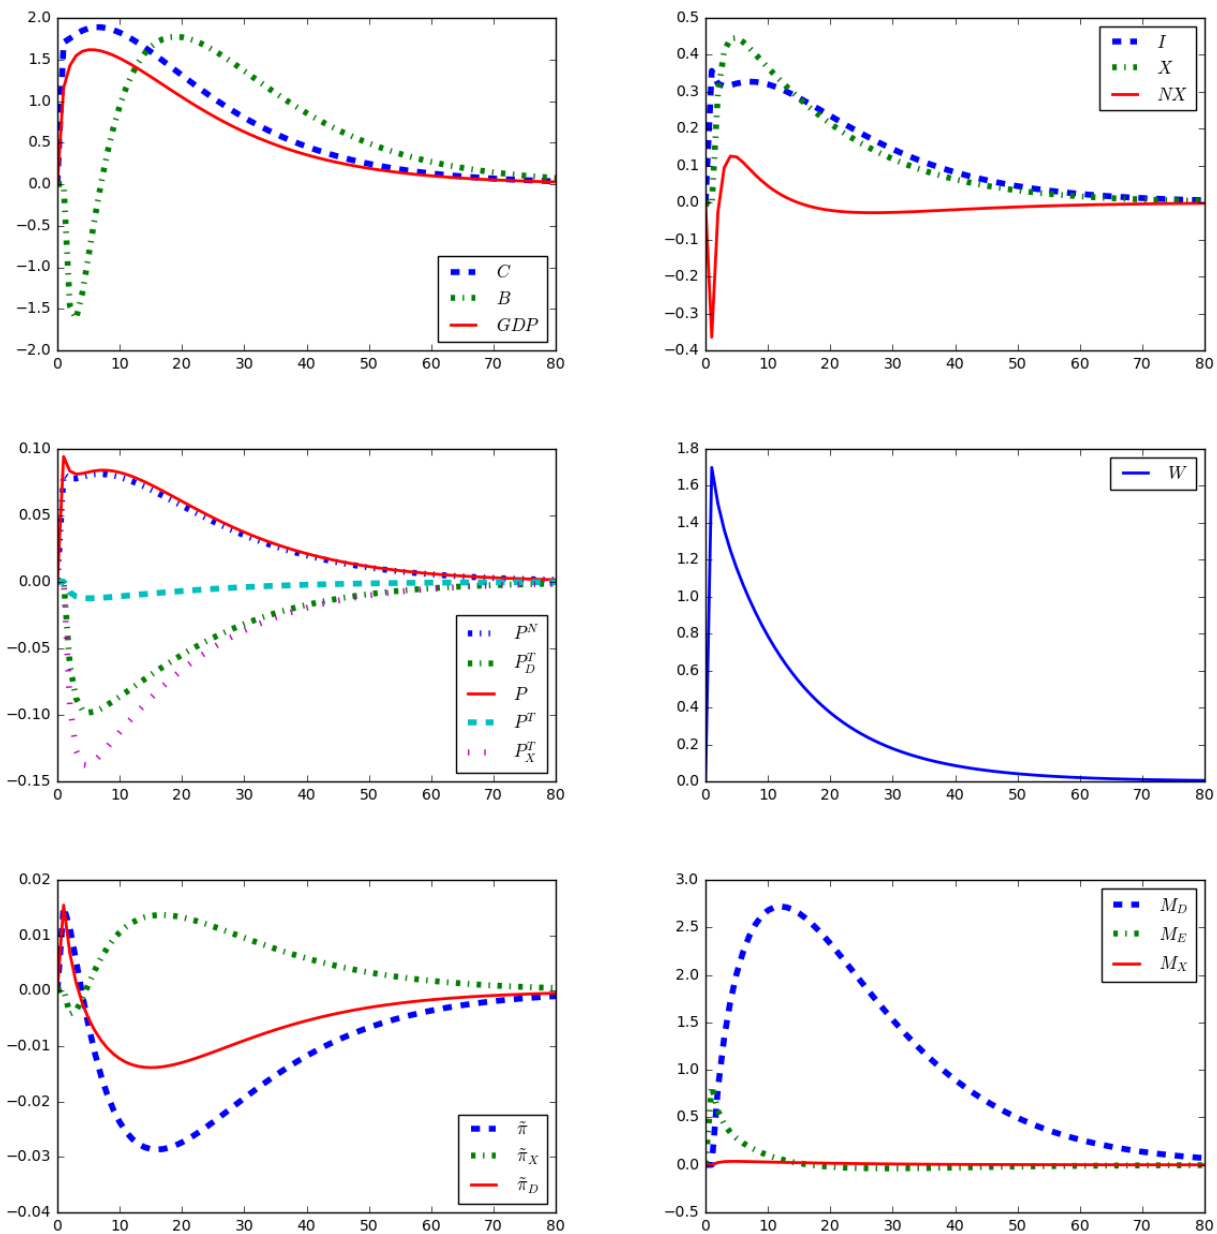 2.0
1.5
1.0
0.5
0.0
−0.5
−1.0
−1.5
−2.0
0 10 20 30 40 50 60 70 80
C
B
GDP
0.5
0.4
0.3
0.2
0.1
0.0
−0.1
−0.2
−0.3
−0.4
0 10 20 30 40 50 60 70 80
I
X
NX
0.10
0.05
0.00
−0.05
−0.10
−0.15
0 10 20 30 40 50 60 70 80
P^N
P_D^T
P
P^T
P_X^T
1.8
1.6
1.4
1.2
1.0
0.8
0.6
0.4
0.2
0.0
0 10 20 30 40 50 60 70 80
W
0.02
0.01
0.00
−0.01
−0.02
−0.03
−0.04
0 10 20 30 40 50 60 70 80
π̃
π̃_X
π̃_D
3.0
2.5
2.0
1.5
1.0
0.5
0.0
−0.5
0 10 20 30 40 50 60 70 80
M_D
M_E
M_X